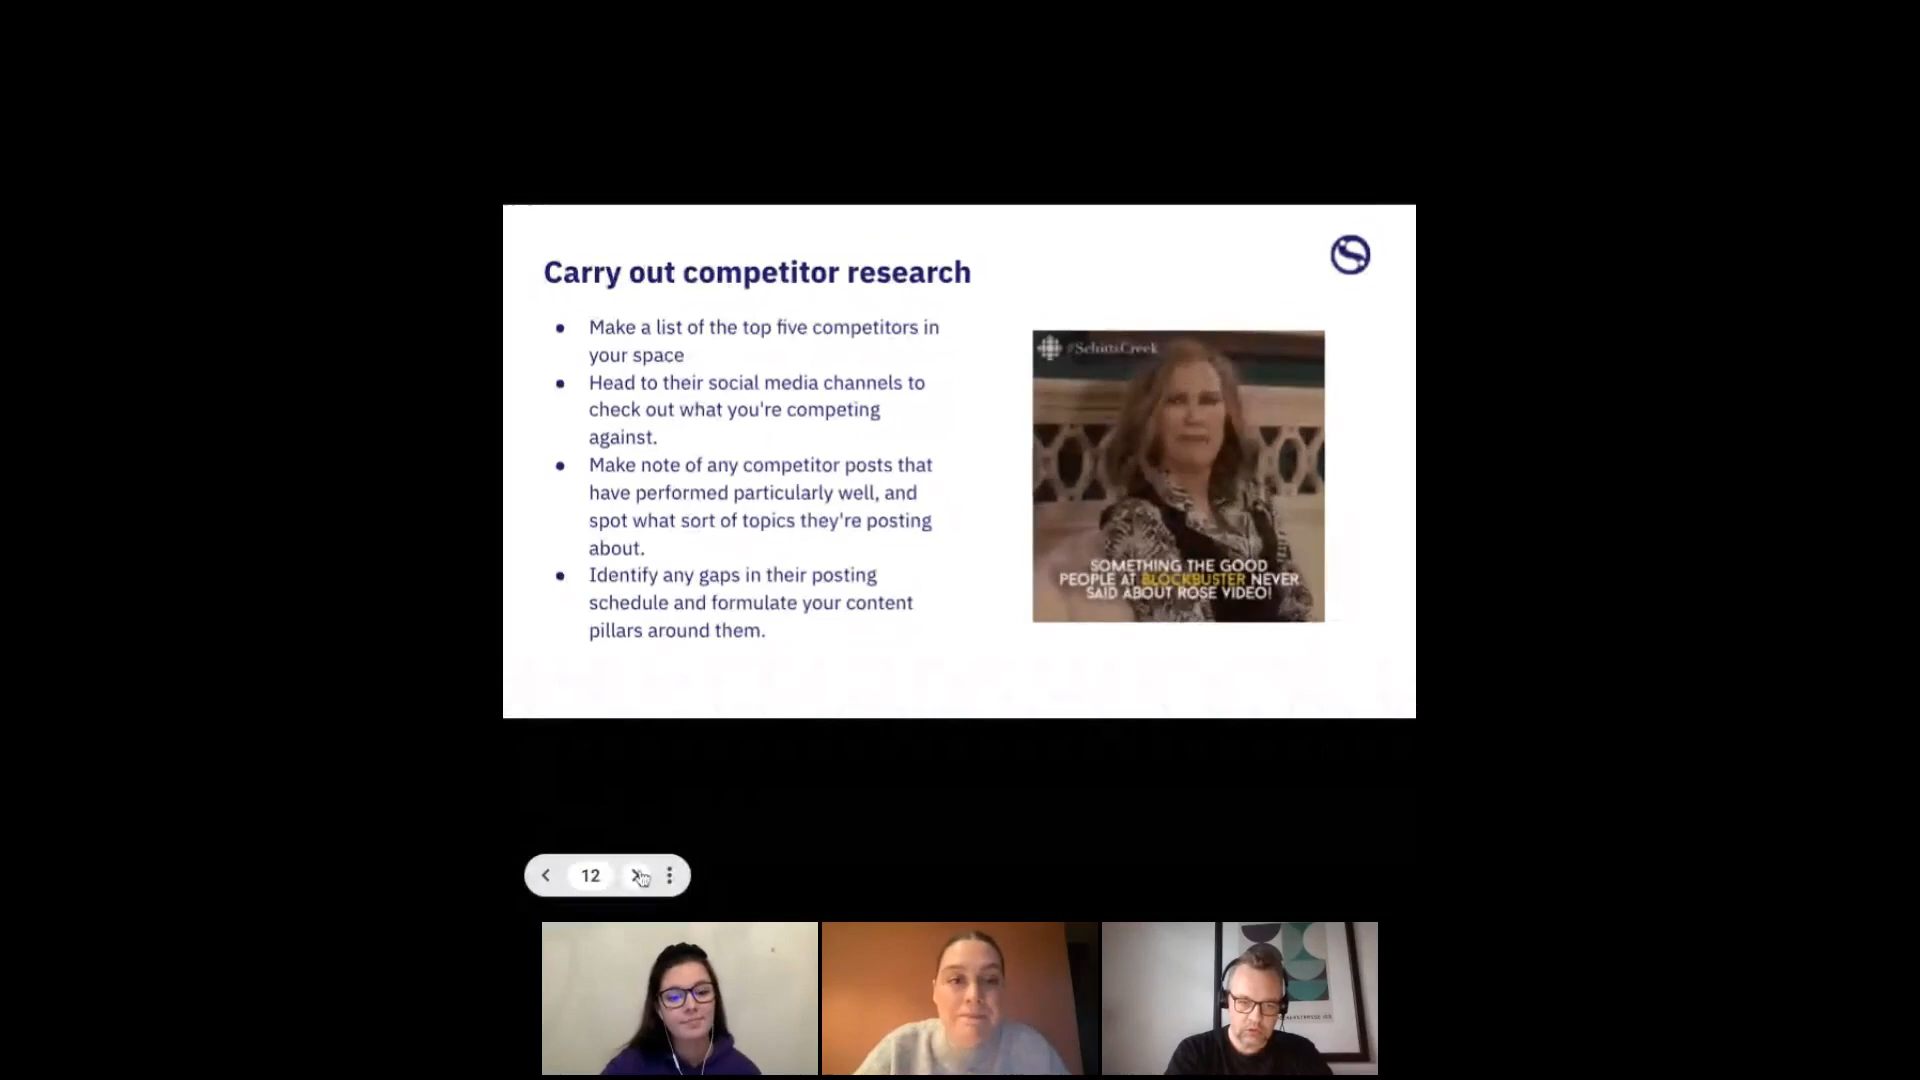 Carry out competitor research
Make a list of the top five competitors in
your space
Head to their social media channels to
check out what you're competing
against.
Make note of any competitor posts that
have performed particularly well, and
spot what sort of topics they're posting
about.
Identify any gaps in their posting
schedule and formulate your content
pillars around them.
#SchittsCreek
SOMETHING THE GOOD
PEOPLE AT BLOCKBUSTER NEVER
SAID ABOUT ROSE VIDEO!
12